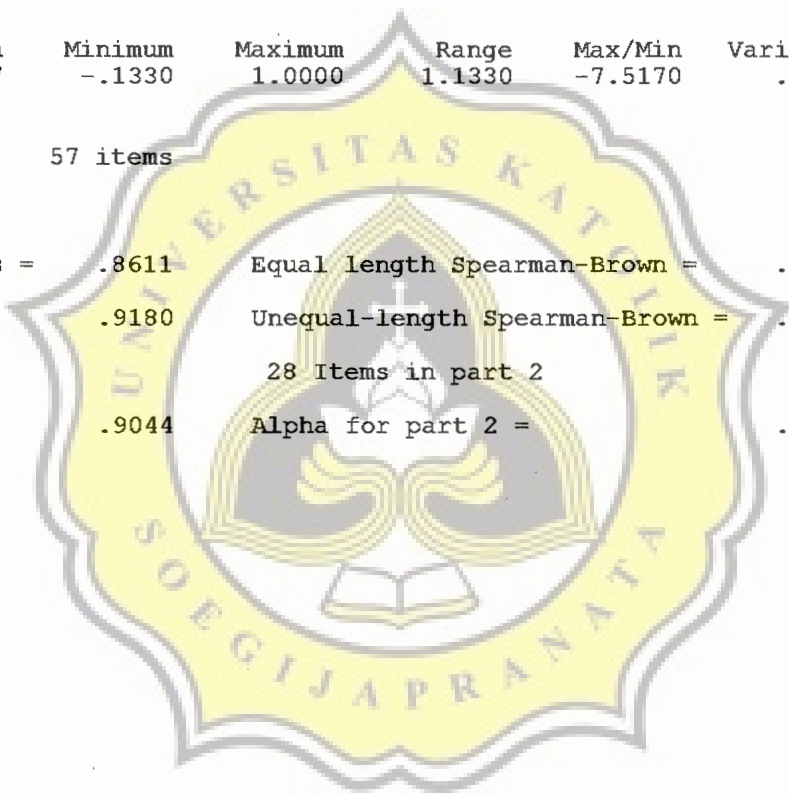 Minimum Maximum Range Max/Min Vari
7 -.1330 1.0000 1.1330 -7.5170 .
57 items
s = .8611 Equal length Spearman-Brown = .
.9180 Unequal-length Spearman-Brown = .
28 Items in part 2
.9044 Alpha for part 2 = .
UNIVERSITAS KATOLIK
SOEGIJAPRANATA